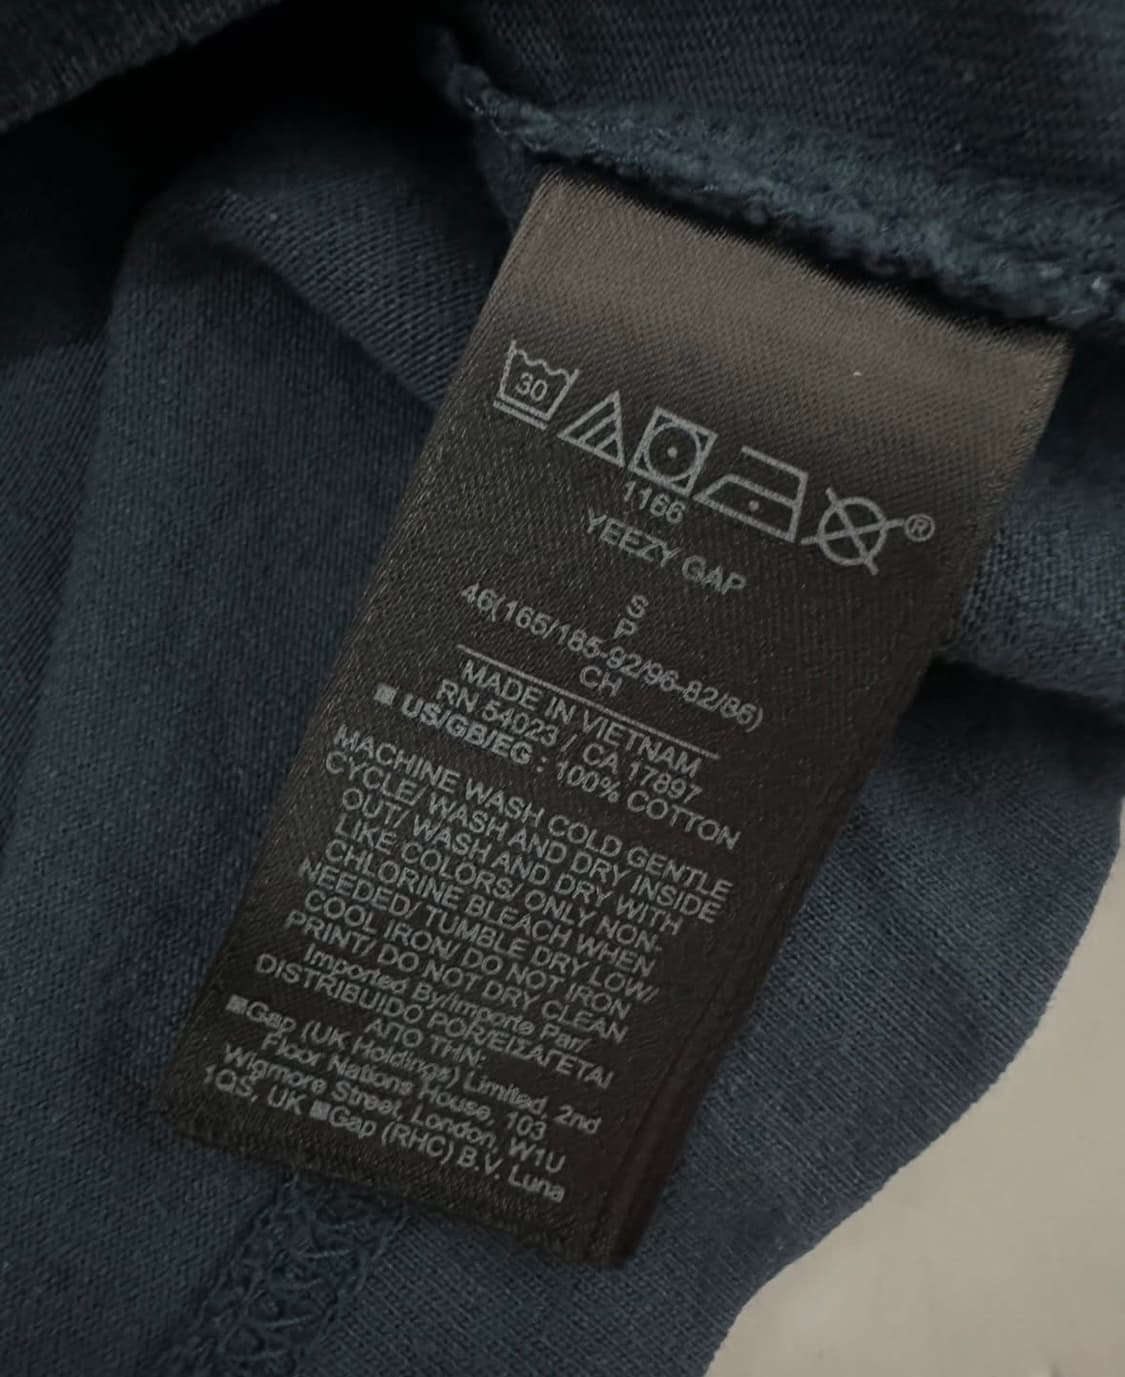 30
®
1166
YEEZY GAP
S
P
46(165/185-92/96-82/86)
CH
MADE IN VIETNAM
RN 54023 / CA 17897
US/GB/EG : 100% COTTON
MACHINE WASH COLD GENTLE
CYCLE/ WASH AND DRY INSIDE
OUT/ WASH AND DRY WITH
LIKE COLORS/ ONLY NON-
CHLORINE BLEACH WHEN
NEEDED/ TUMBLE DRY LOW/
COOL IRON/ DO NOT IRON
PRINT/ DO NOT DRY CLEAN
Imported By/Importe Par/
DISTRIBUIDO POR/ΕΙΣΑΓΕΤΑΙ
ΑΠΟ ΤΗΝ:
Gap (UK Holdings) Limited, 2nd
Floor Nations House, 103
Wigmore Street, London, W1U
1QS, UK Gap (RHC) B.V. Luna